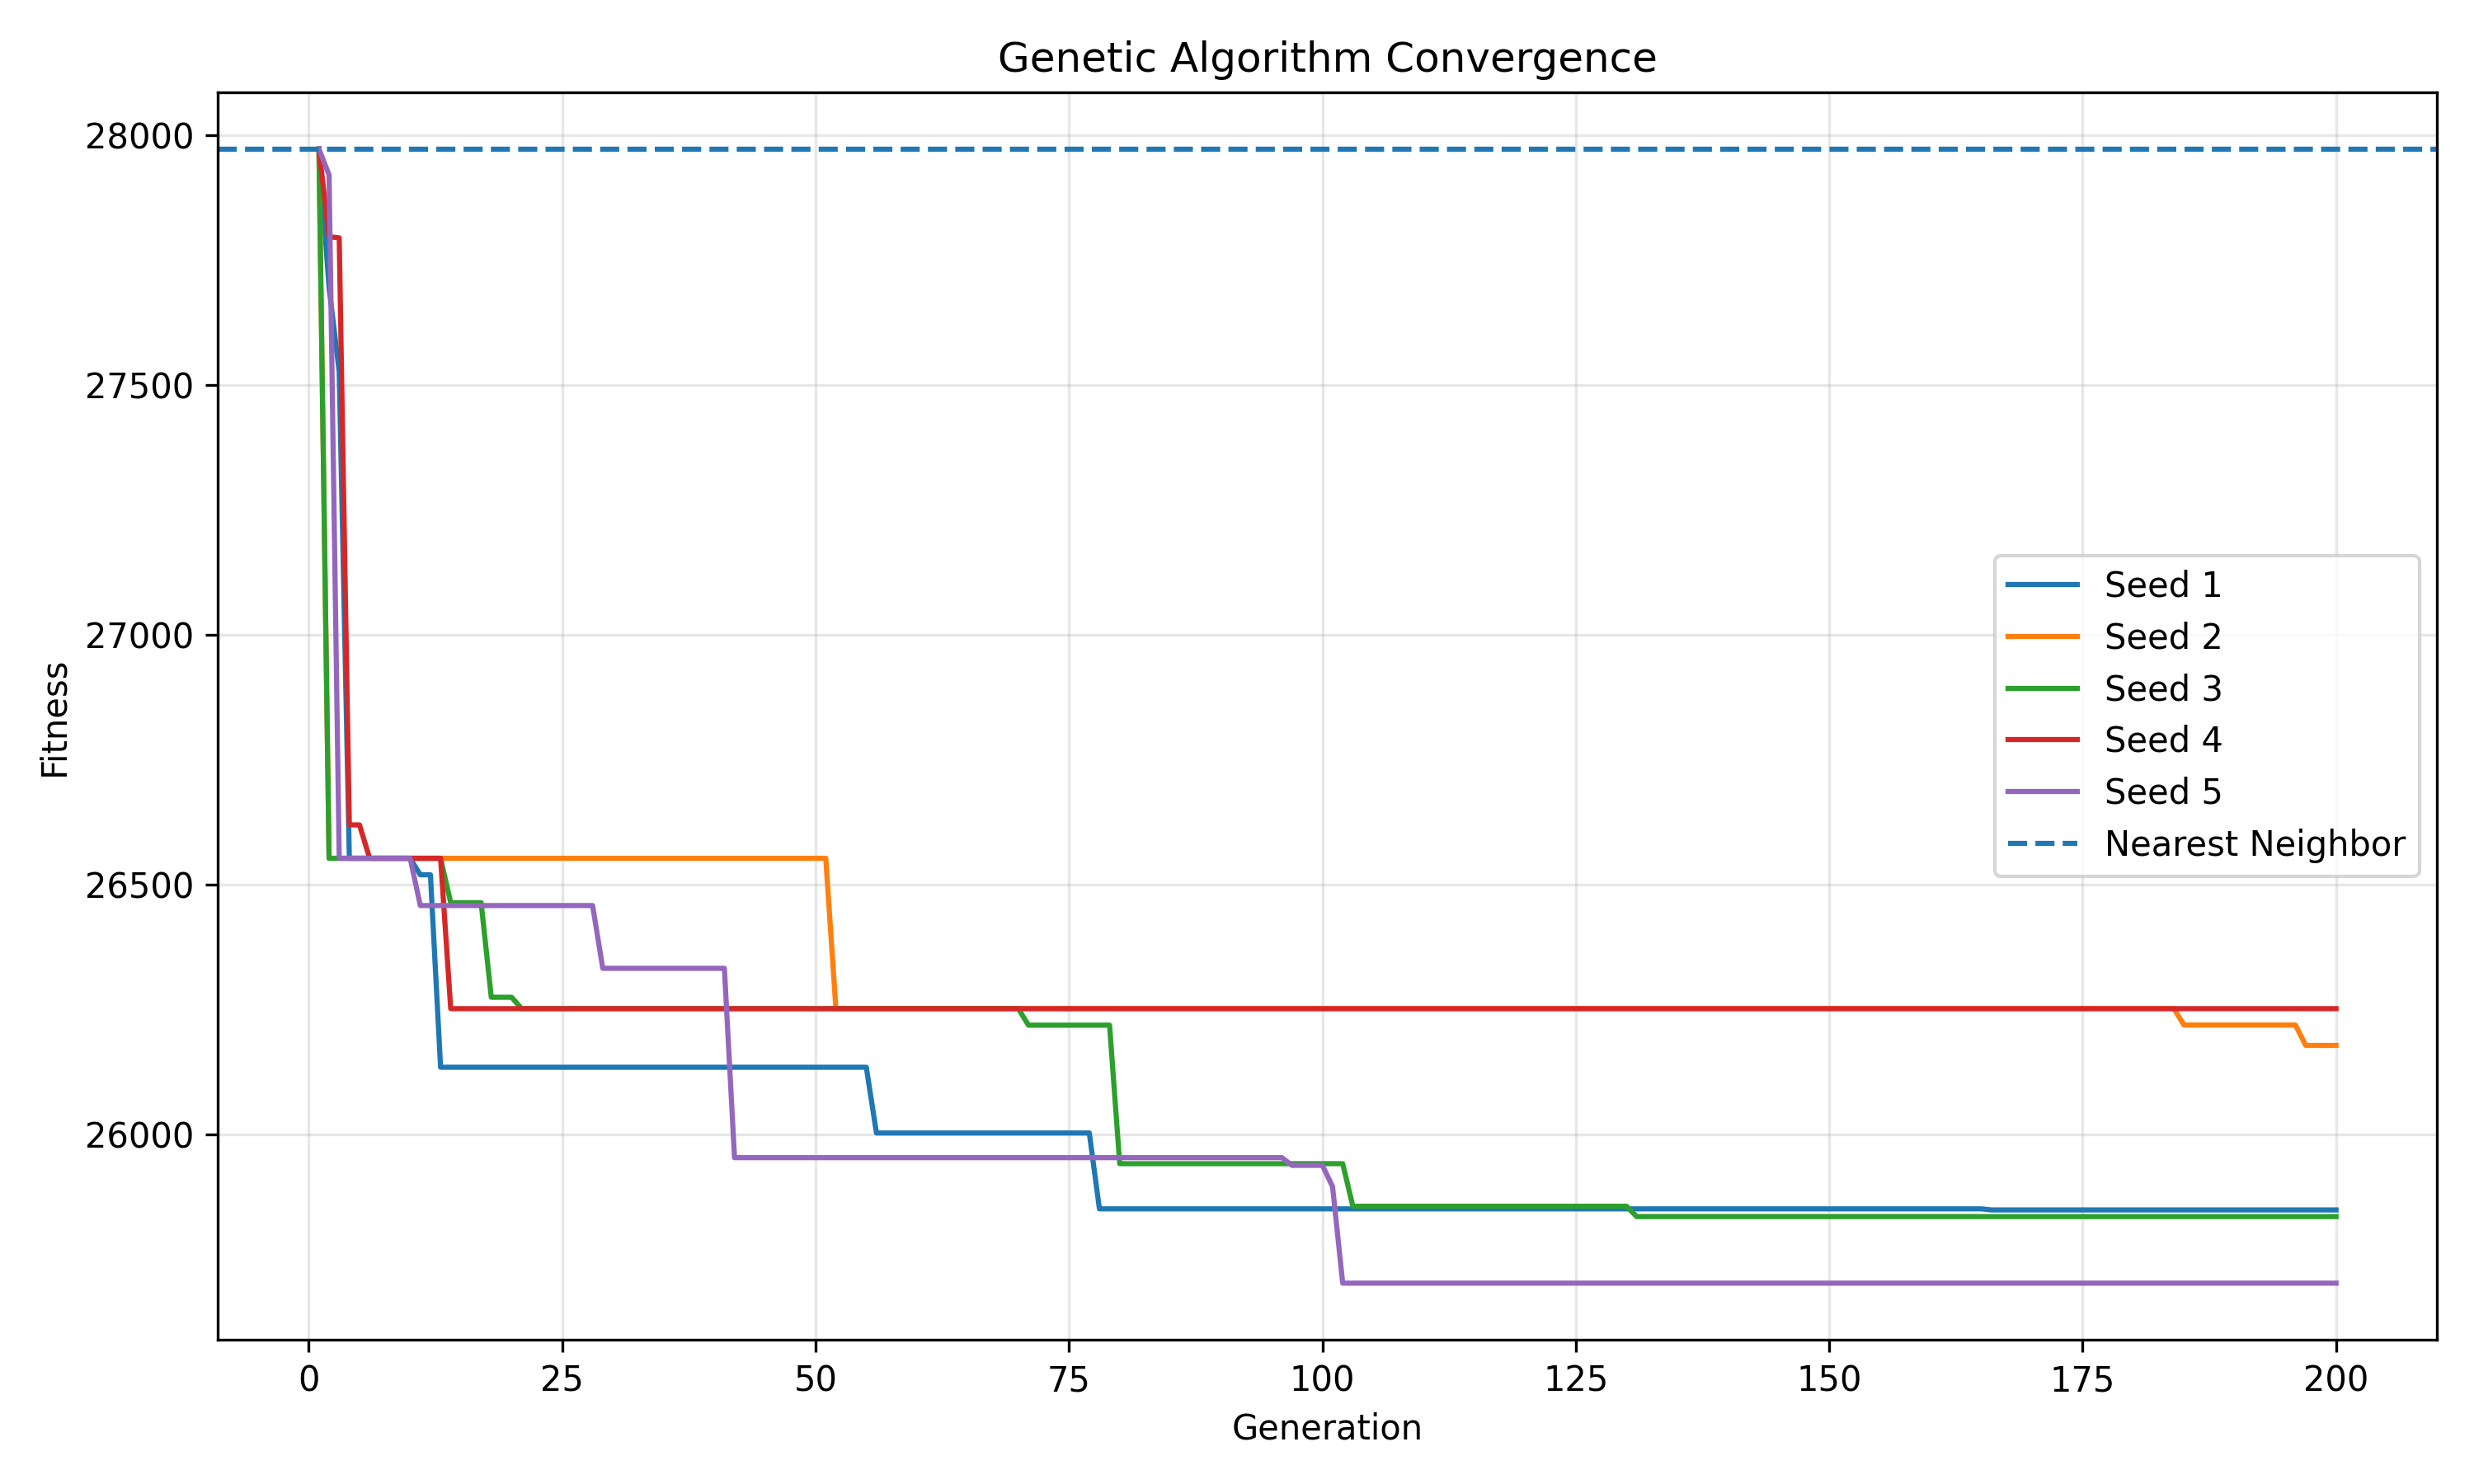 Genetic Algorithm Convergence
Fitness
28000
27500
27000
26500
26000
Seed 1
Seed 2
Seed 3
Seed 4
Seed 5
Nearest Neighbor
0 25 50 75 100 125 150 175 200
Generation